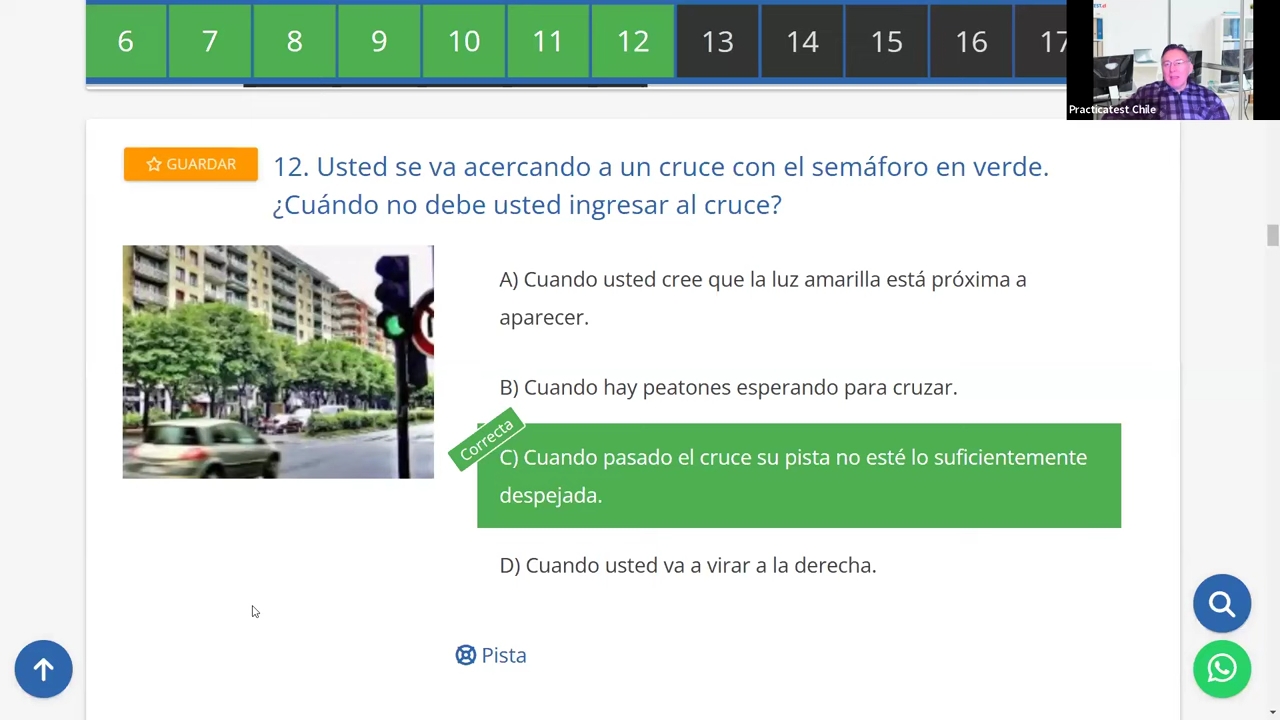 6 7 8 9 10 11 12 13 14 15 16 17
Practicatest Chile
GUARDAR
12. Usted se va acercando a un cruce con el semáforo en verde.
¿Cuándo no debe usted ingresar al cruce?
A) Cuando usted cree que la luz amarilla está próxima a
aparecer.
B) Cuando hay peatones esperando para cruzar.
Correcta
C) Cuando pasado el cruce su pista no esté lo suficientemente
despejada.
D) Cuando usted va a virar a la derecha.
Pista